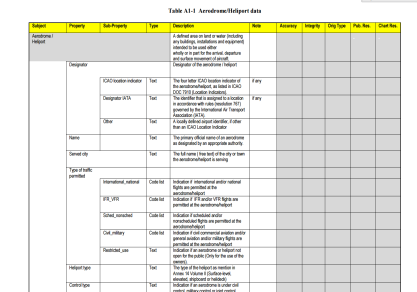 Table A1-1 Aerodrome/Heliport data
Subject Property Sub-Property Type Description Note Accuracy Integrity Orig Type Pub. Res. Chart Res.
Aerodrome / Heliport A defined area on land or water (including
any buildings, installations and equipment)
intended to be used either
wholly or in part for the arrival, departure
and surface movement of aircraft.
Designator Designator of the aerodrome / heliport
ICAO location indicator Text The four letter ICAO location indicator of if any
the aerodrome/heliport, as listed in ICAO
DOC 7910 (Location Indicators).
Designator IATA Text The identifier that is assigned to a location if any
in accordance with rules (resolution 767)
governed by the International Air Transport
Association (IATA)
Other Text A locally defined airport identifier, if other
than an ICAO Location Indicator
Name Text The primary official name of an aerodrome
as designated by an appropriate authority.
Served city Text The full name ( free text) of the city or town
the aerodrome/heliport is serving
Type of traffic
permitted
International_national Code list Indication if international and/or national
flights are permitted at the
aerodrome/heliport
IFR_VFR Code list Indication if IFR and/or VFR flights are
permitted at the aerodrome/heliport
Sched_nonsched Code list Indication if scheduled and/or
nonscheduled flights are permitted at the
aerodrome/heliport
Civil_military Code list Indication if civil commercial aviation and/or
general aviation and/or military flights are
permitted at the aerodrome/heliport
Restricted_use Text Indication if an aerodrome or heliport not
open for the public (Only for the use of the
owners)
Heliport type Text The type of the heliport as mention in
Annex 14 Volume II (Surface level,
elevated, shipboard or helideck)
Control type Text Indication if an aerodrome is under civil
control, military control or joint control